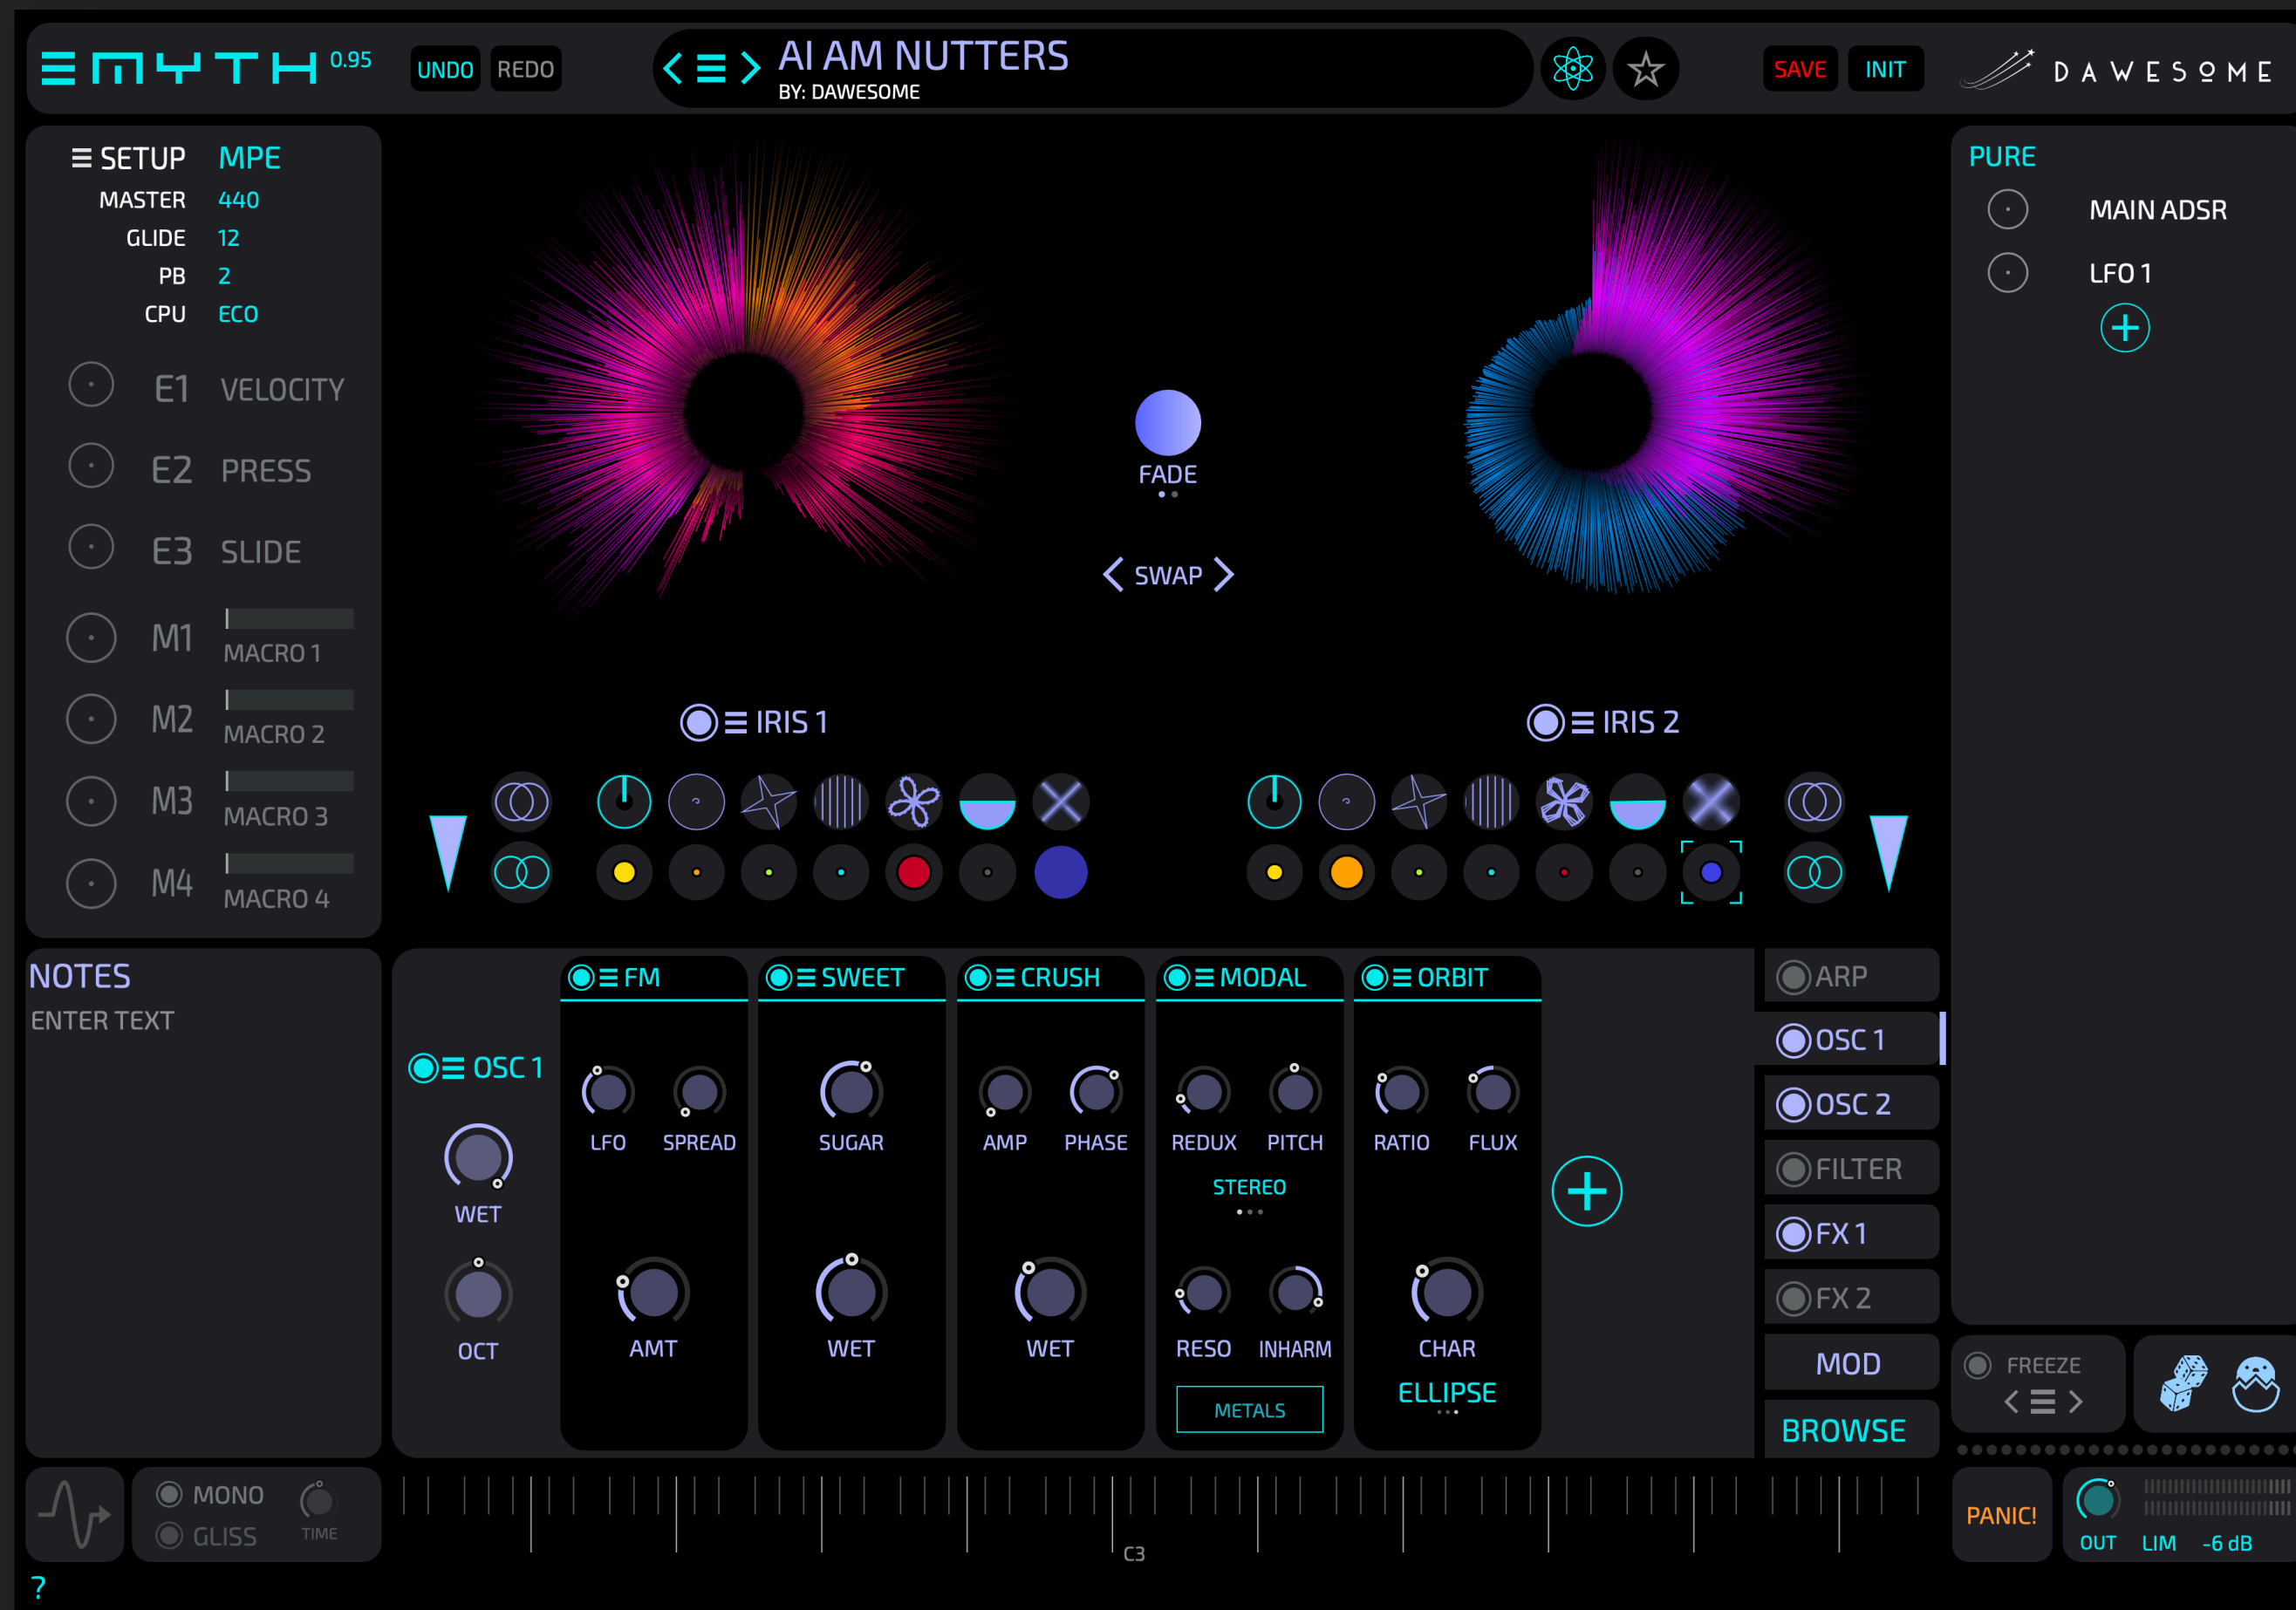 MYTH 0.95
UNDO
REDO
AI AM NUTTERS
BY: DAWESOME
SAVE
INIT
DAWESOME
SETUP MPE
MASTER 440
GLIDE 12
PB 2
CPU ECO
E1 VELOCITY
E2 PRESS
E3 SLIDE
M1 MACRO 1
M2 MACRO 2
M3 MACRO 3
M4 MACRO 4
FADE
SWAP
IRIS 1
IRIS 2
PURE
MAIN ADSR
LFO 1
NOTES
ENTER TEXT
OSC 1
WET
OCT
FM
LFO SPREAD
AMT
SWEET
SUGAR
WET
CRUSH
AMP PHASE
WET
MODAL
REDUX PITCH
STEREO
RESO INHARM
METALS
ORBIT
RATIO FLUX
CHAR
ELLIPSE
ARP
OSC 1
OSC 2
FILTER
FX 1
FX 2
MOD
BROWSE
FREEZE
MONO
GLISS
TIME
C3
PANIC!
OUT LIM -6 dB
?